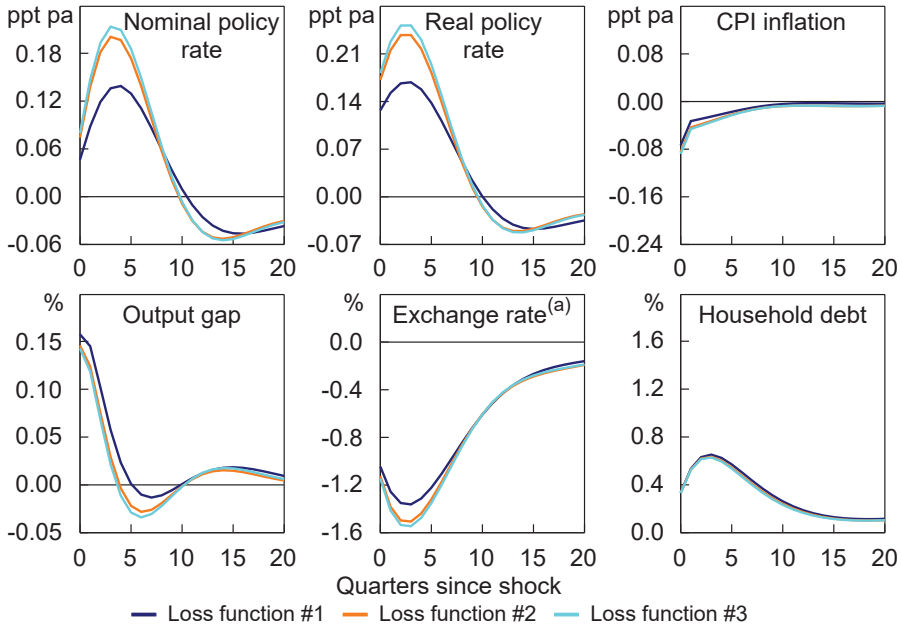 ppt pa
Nominal policy
rate
0.18
0.12
0.06
0.00
-0.06
0 5 10 15 20
ppt pa
Real policy
rate
0.21
0.14
0.07
0.00
-0.07
0 5 10 15 20
ppt pa
CPI inflation
0.00
-0.08
-0.16
-0.24
0 5 10 15 20
%
Output gap
0.15
0.10
0.05
0.00
-0.05
0 5 10 15 20
%
Exchange rate(a)
0.0
-0.4
-0.8
-1.2
-1.6
0 5 10 15 20
%
Household debt
1.6
1.2
0.8
0.4
0.0
0 5 10 15 20
Quarters since shock
Loss function #1 Loss function #2 Loss function #3